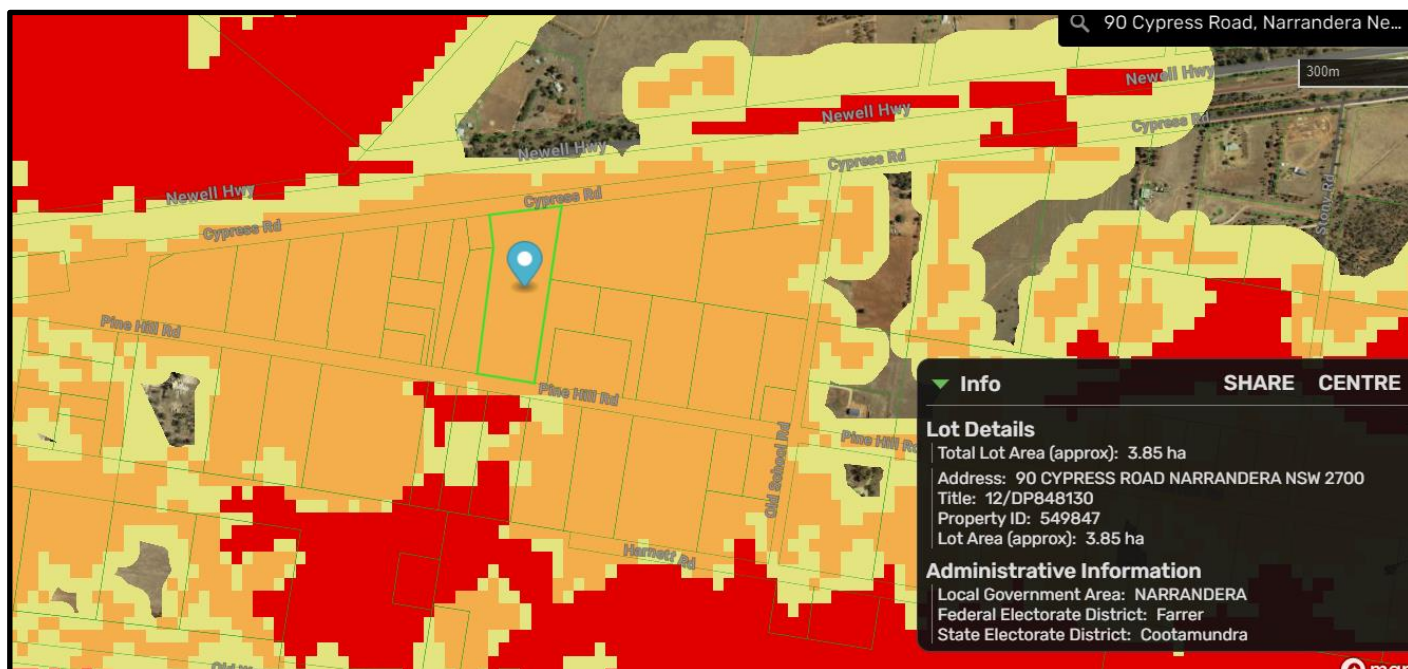 90 Cypress Road, Narrandera Ne...
300m
Newell Hwy
Newell Hwy
Cypress Rd
Newell Hwy
Cypress Rd
Newell Hwy
Cypress Rd
Cypress Rd
Stony Rd
Pine Hill Rd
Pine Hill Rd
Old School Rd
Pine Hill Rd
Harnett Rd
Info
SHARE
CENTRE
Lot Details
Total Lot Area (approx): 3.85 ha
Address: 90 CYPRESS ROAD NARRANDERA NSW 2700
Title: 12/DP848130
Property ID: 549847
Lot Area (approx): 3.85 ha
Administrative Information
Local Government Area: NARRANDERA
Federal Electorate District: Farrer
State Electorate District: Cootamundra